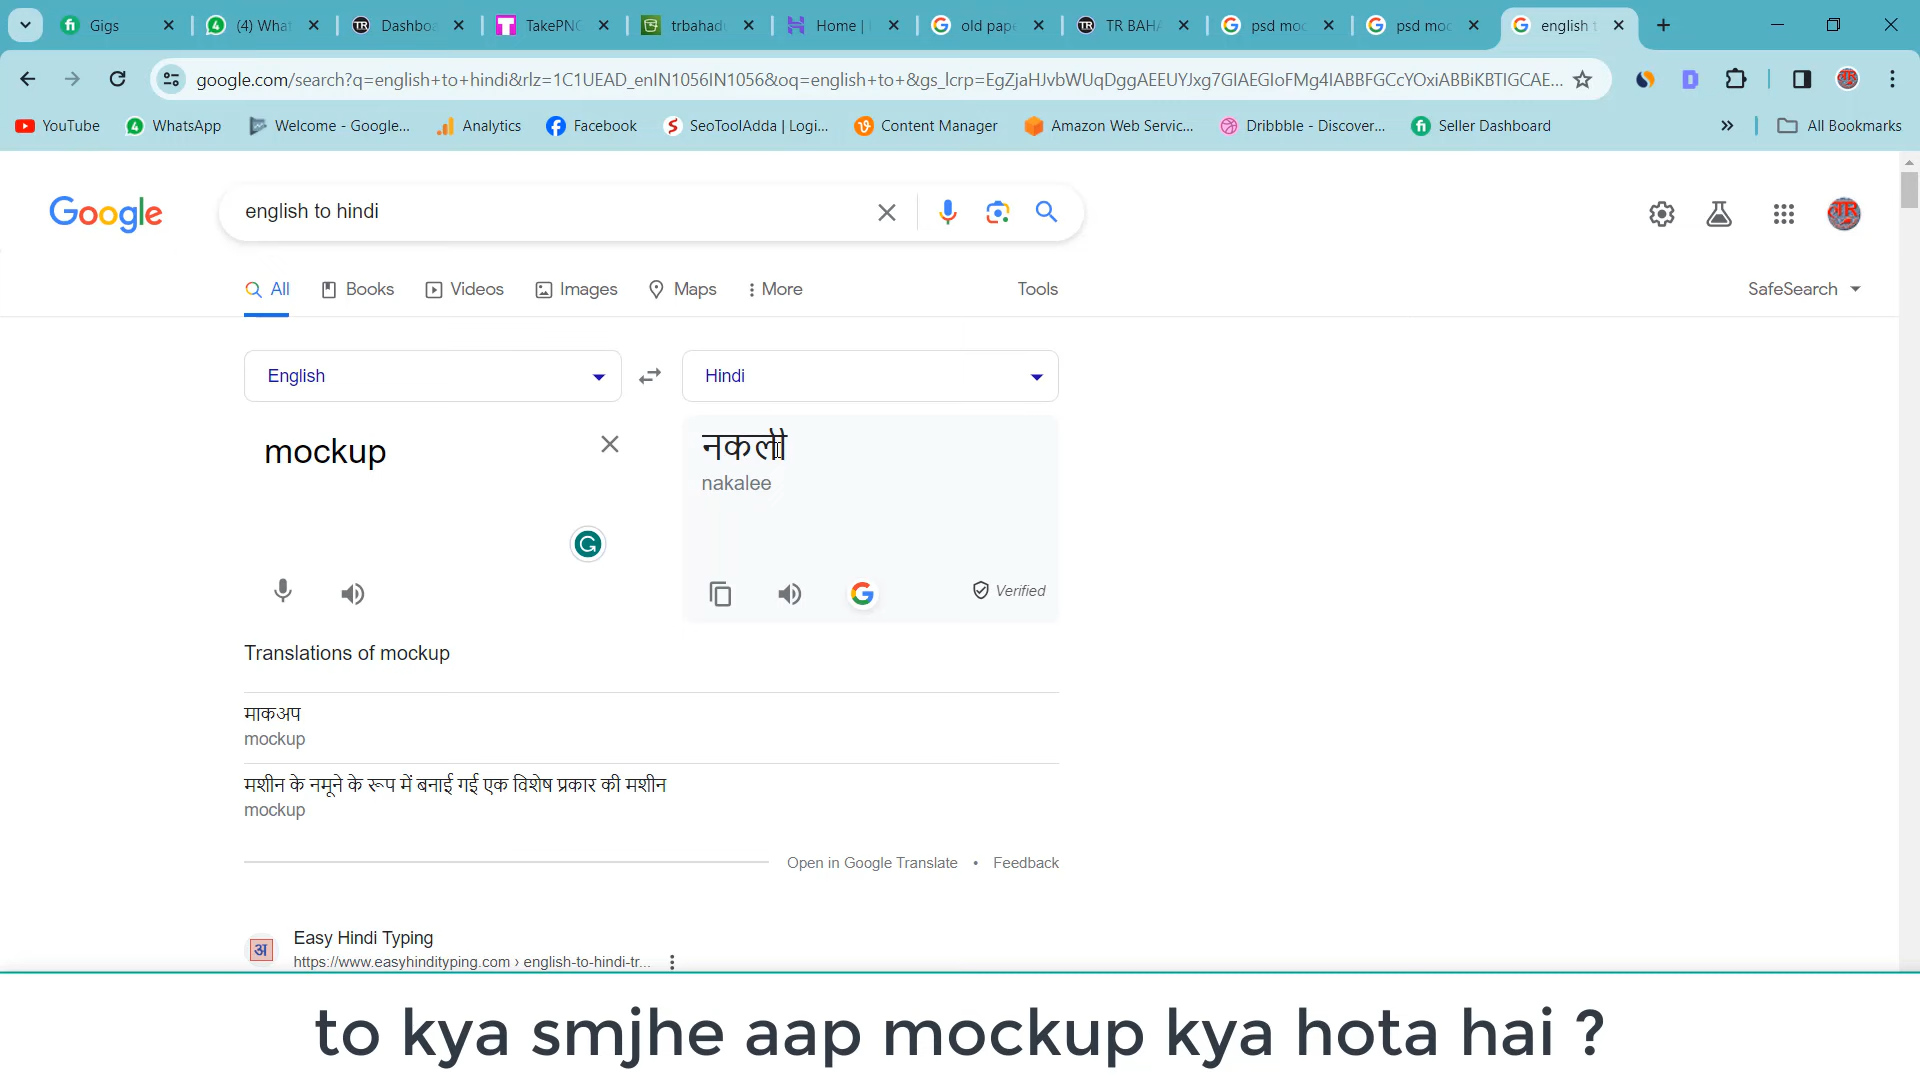 Gigs
(4) What
Dashboa
TakePNG
trbahadu
Home |
old pape
TR BAHA
psd moc
psd moc
english t
google.com/search?q=english+to+hindi&rlz=1C1UEAD_enIN1056IN1056&oq=english+to+&gs_lcrp=EgZjaHJvbWUqDggAEEUYJxg7GIAEGIoFMg4IABBFGCcYOxiABBiKBTIGCAE...
YouTube
WhatsApp
Welcome - Google...
Analytics
Facebook
SeoToolAdda | Logi...
Content Manager
Amazon Web Servic...
Dribbble - Discover...
Seller Dashboard
All Bookmarks
Google
english to hindi
All
Books
Videos
Images
Maps
More
Tools
SafeSearch
English
Hindi
mockup
नकली
nakalee
Verified
Translations of mockup
माकअप
mockup
मशीन के नमूने के रूप में बनाई गई एक विशेष प्रकार की मशीन
mockup
Open in Google Translate • Feedback
अ
Easy Hindi Typing
https://www.easyhindityping.com › english-to-hindi-tr...
to kya smjhe aap mockup kya hota hai ?